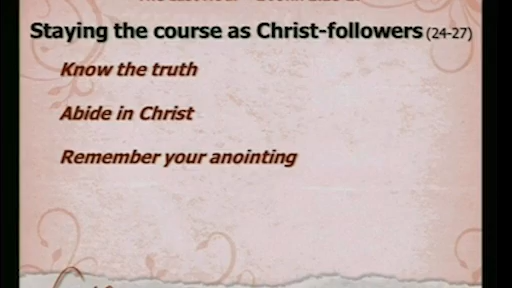 Staying the course as Christ-followers (24-27)
Know the truth
Abide in Christ
Remember your anointing